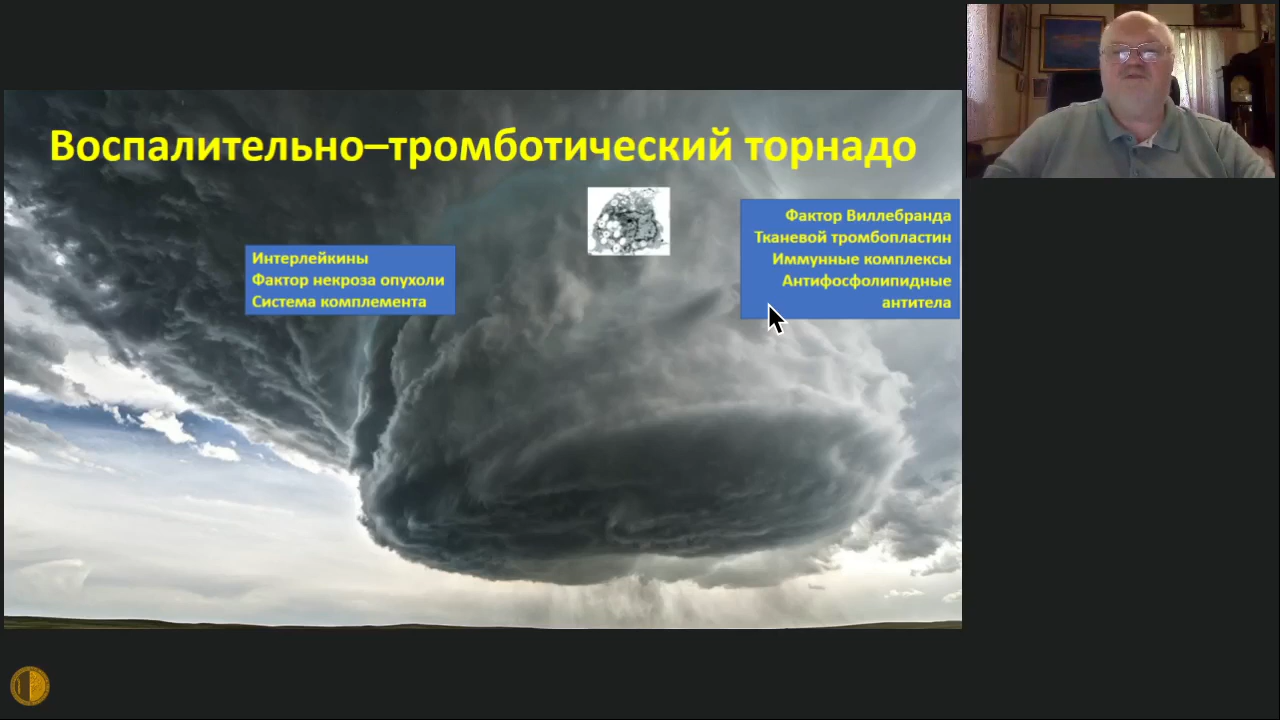 Воспалительно–тромботический торнадо
Интерлейкины
Фактор некроза опухоли
Система комплемента
Фактор Виллебранда
Тканевой тромбопластин
Иммунные комплексы
Антифосфолипидные
антитела